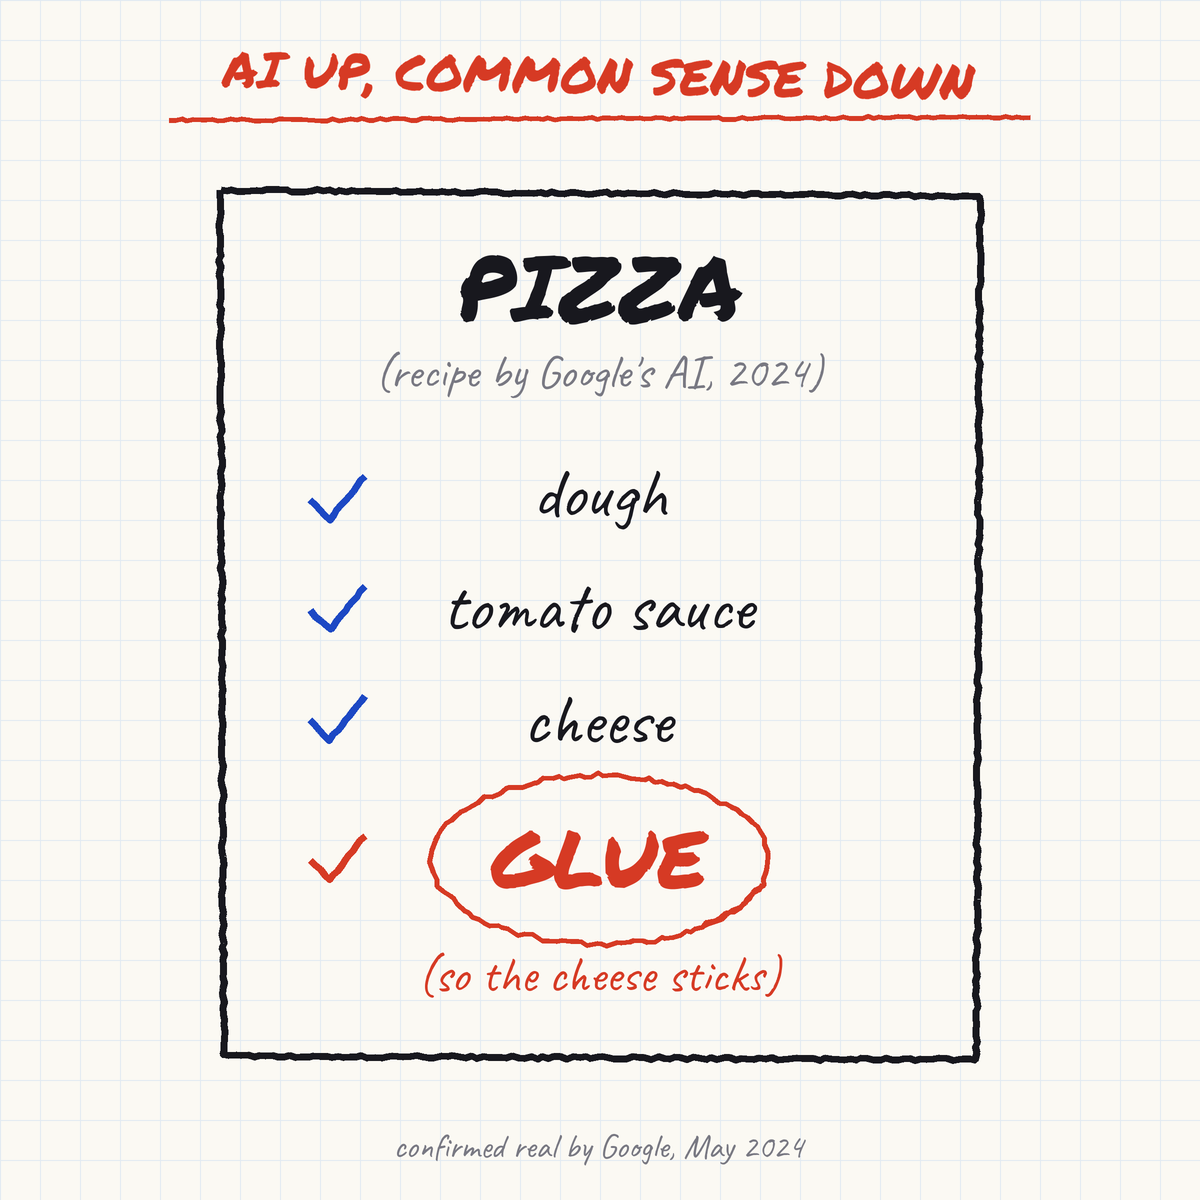 AI UP, COMMON SENSE DOWN
PIZZA
(recipe by Google's AI, 2024)
dough
tomato sauce
cheese
GLUE
(so the cheese sticks)
confirmed real by Google, May 2024